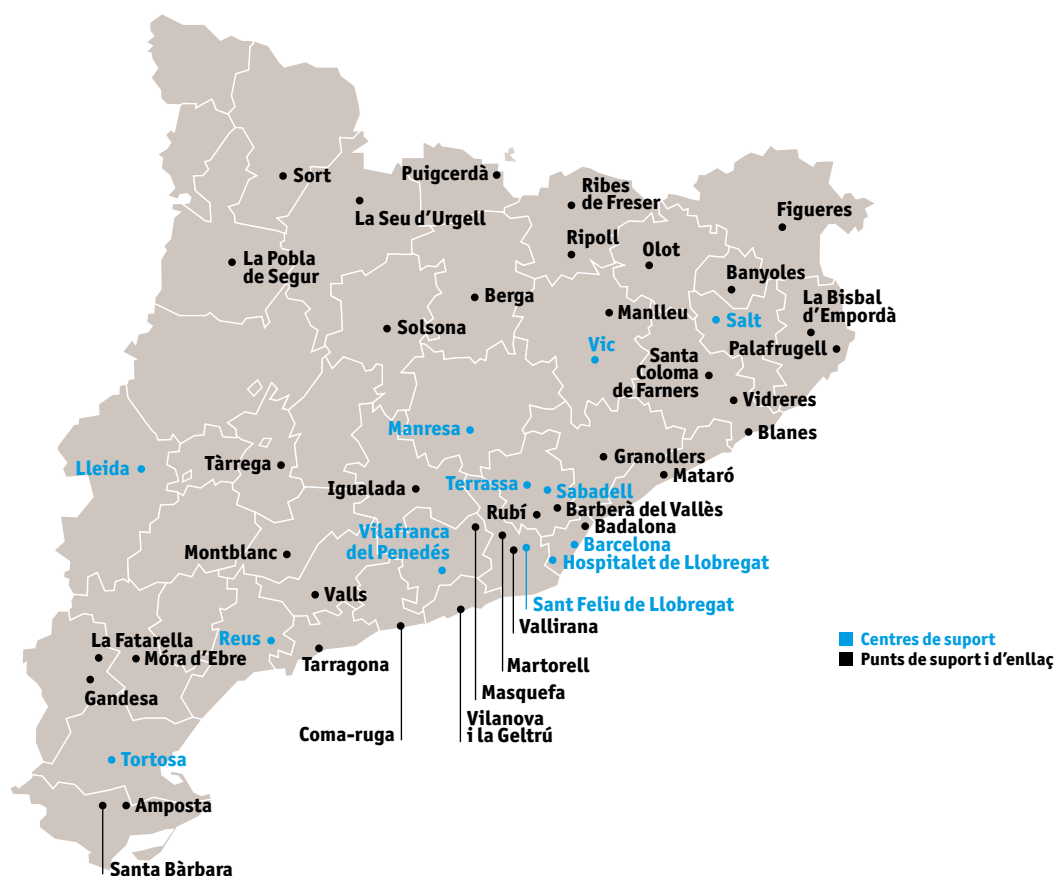 Sort
Puigcerdà
La Seu d’Urgell
Ribes
de Freser
Figueres
Ripoll
Olot
La Pobla
de Segur
Banyoles
Berga
La Bisbal
d’Empordà
Manlleu
Salt
Solsona
Vic
Palafrugell
Santa
Coloma
de Farners
Vidreres
Manresa
Blanes
Lleida
Tàrrega
Granollers
Mataró
Igualada
Terrassa
Sabadell
Rubí
Barberà del Vallès
Badalona
Vilafranca
del Penedés
Barcelona
Montblanc
Hospitalet de Llobregat
Valls
Sant Feliu de Llobregat
Vallirana
La Fatarella
Reus
Móra d’Ebre
Tarragona
Martorell
Gandesa
Masquefa
Coma-ruga
Vilanova
i la Geltrú
Centres de suport
Punts de suport i d’enllaç
Tortosa
Amposta
Santa Bàrbara